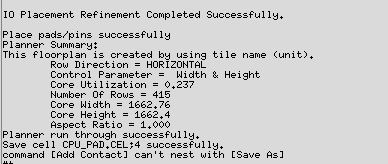 IO Placement Refinement Completed Successfully.
Place pads/pins successfully
Planner Summary:
This floorplan is created by using tile name (unit).
Row Direction = HORIZONTAL
Control Parameter =  Width & Height
Core Utilization = 0.237
Number Of Rows = 415
Core Width = 1662.76
Core Height = 1662.4
Aspect Ratio = 1.000
Planner run through successfully.
Save cell CPU_PAD.CEL;4 successfully.
command [Add Contact] can't nest with [Save As]